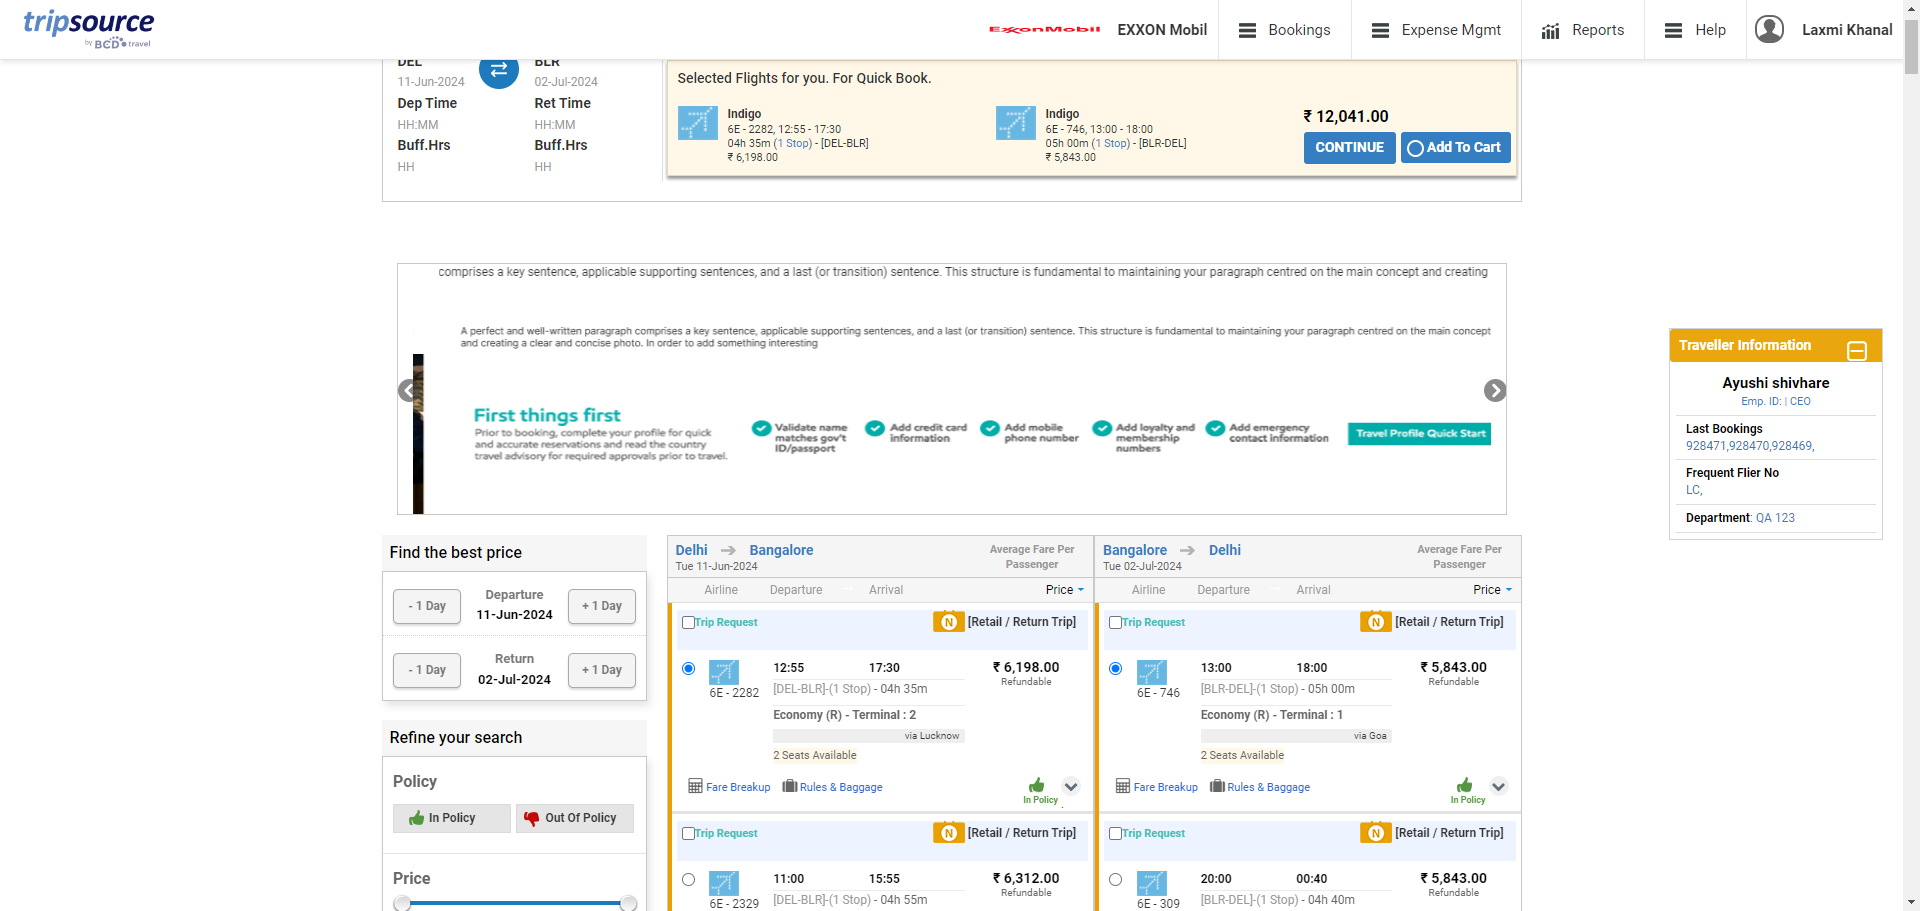 tripsource
by BCD travel
ExxonMobil
EXXON Mobil
Bookings
Expense Mgmt
Reports
Help
Laxmi Khanal
DEL
BLR
11-Jun-2024
02-Jul-2024
Dep Time
Ret Time
HH:MM
HH:MM
Buff.Hrs
Buff.Hrs
HH
HH
Selected Flights for you. For Quick Book.
Indigo
6E - 2282, 12:55 - 17:30
04h 35m (1 Stop) - [DEL-BLR]
₹ 6,198.00
Indigo
6E - 746, 13:00 - 18:00
05h 00m (1 Stop) - [BLR-DEL]
₹ 5,843.00
₹ 12,041.00
CONTINUE
Add To Cart
comprises a key sentence, applicable supporting sentences, and a last (or transition) sentence. This structure is fundamental to maintaining your paragraph centred on the main concept and creating
A perfect and well-written paragraph comprises a key sentence, applicable supporting sentences, and a last (or transition) sentence. This structure is fundamental to maintaining your paragraph centred on the main concept
and creating a clear and concise photo. In order to add something interesting
First things first
Prior to booking, complete your profile for quick
and accurate reservations and read the country
travel advisory for required approvals prior to travel.
Validate name
matches gov't
ID/passport
Add credit card
information
Add mobile
phone number
Add loyalty and
membership
numbers
Add emergency
contact information
Travel Profile Quick Start
Traveller Information
Ayushi shivhare
Emp. ID: | CEO
Last Bookings
928471,928470,928469,
Frequent Flier No
LC,
Department: QA 123
Find the best price
- 1 Day
Departure
11-Jun-2024
+ 1 Day
- 1 Day
Return
02-Jul-2024
+ 1 Day
Refine your search
Policy
In Policy
Out Of Policy
Price
Delhi
Bangalore
Tue 11-Jun-2024
Average Fare Per
Passenger
Airline
Departure
Arrival
Price
Trip Request
N
[Retail / Return Trip]
12:55
17:30
₹ 6,198.00
Refundable
6E - 2282
[DEL-BLR]-(1 Stop) - 04h 35m
Economy (R) - Terminal : 2
via Lucknow
2 Seats Available
Fare Breakup
Rules & Baggage
In Policy
Trip Request
N
[Retail / Return Trip]
11:00
15:55
₹ 6,312.00
Refundable
6E - 2329
[DEL-BLR]-(1 Stop) - 04h 55m
Bangalore
Delhi
Tue 02-Jul-2024
Average Fare Per
Passenger
Airline
Departure
Arrival
Price
Trip Request
N
[Retail / Return Trip]
13:00
18:00
₹ 5,843.00
Refundable
6E - 746
[BLR-DEL]-(1 Stop) - 05h 00m
Economy (R) - Terminal : 1
via Goa
2 Seats Available
Fare Breakup
Rules & Baggage
In Policy
Trip Request
N
[Retail / Return Trip]
20:00
00:40
₹ 5,843.00
Refundable
6E - 309
[BLR-DEL]-(1 Stop) - 04h 40m